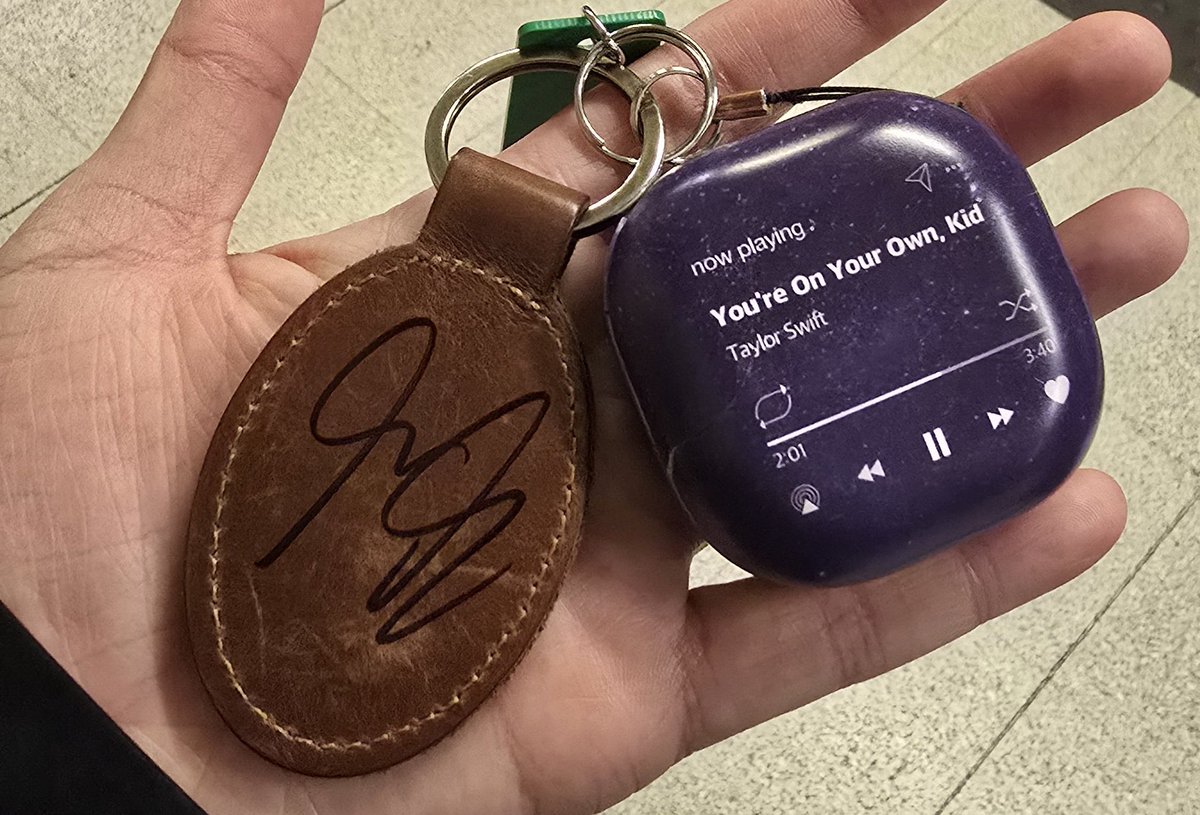 now playing
You're On Your Own, Kid
Taylor Swift
3:40
2:01